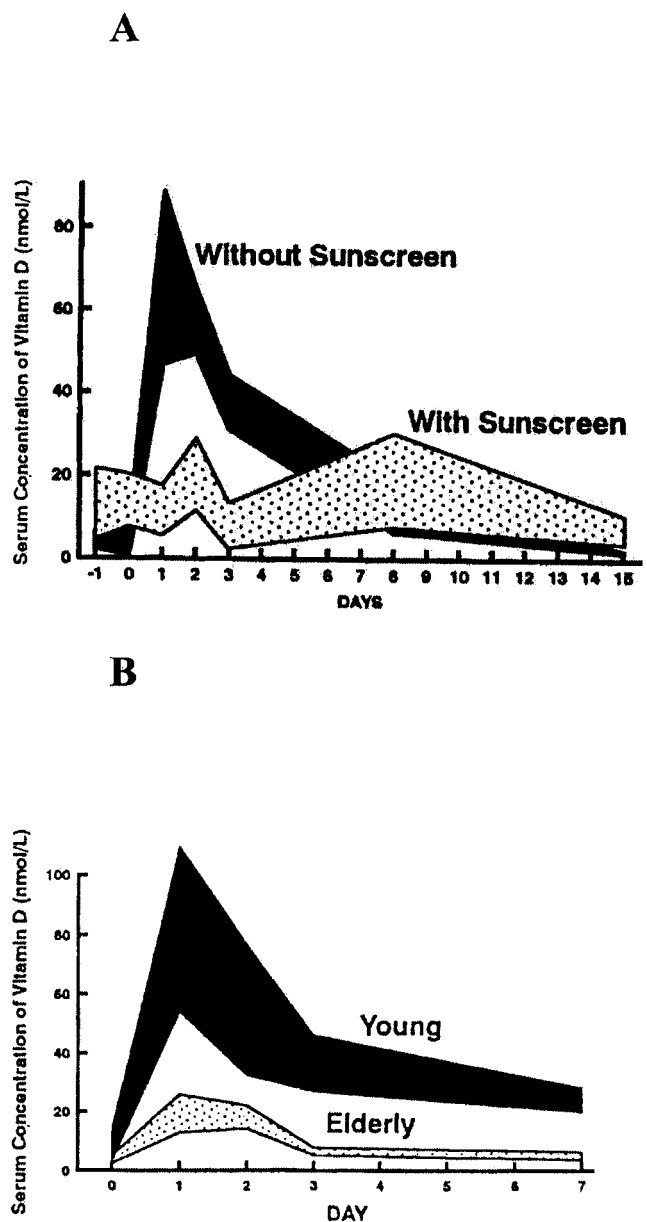 A
Serum Concentration of Vitamin D (nmol/L)
80
60
40
20
0
Without Sunscreen
With Sunscreen
-1 0 1 2 3 4 5 6 7 8 9 10 11 12 13 14 15
DAYS
B
Serum Concentration of Vitamin D (nmol/L)
100
80
60
40
20
0
Young
Elderly
0 1 2 3 4 5 6 7
DAY